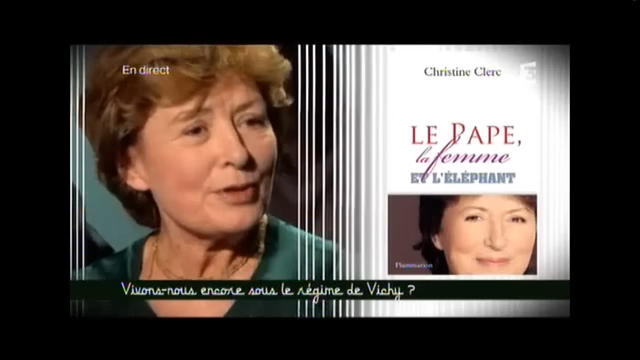 En direct
Christine Clerc
3
LE PAPE,
la femme
ET L'ÉLÉPHANT
Flammarion
Vivons-nous encore sous le régime de Vichy ?